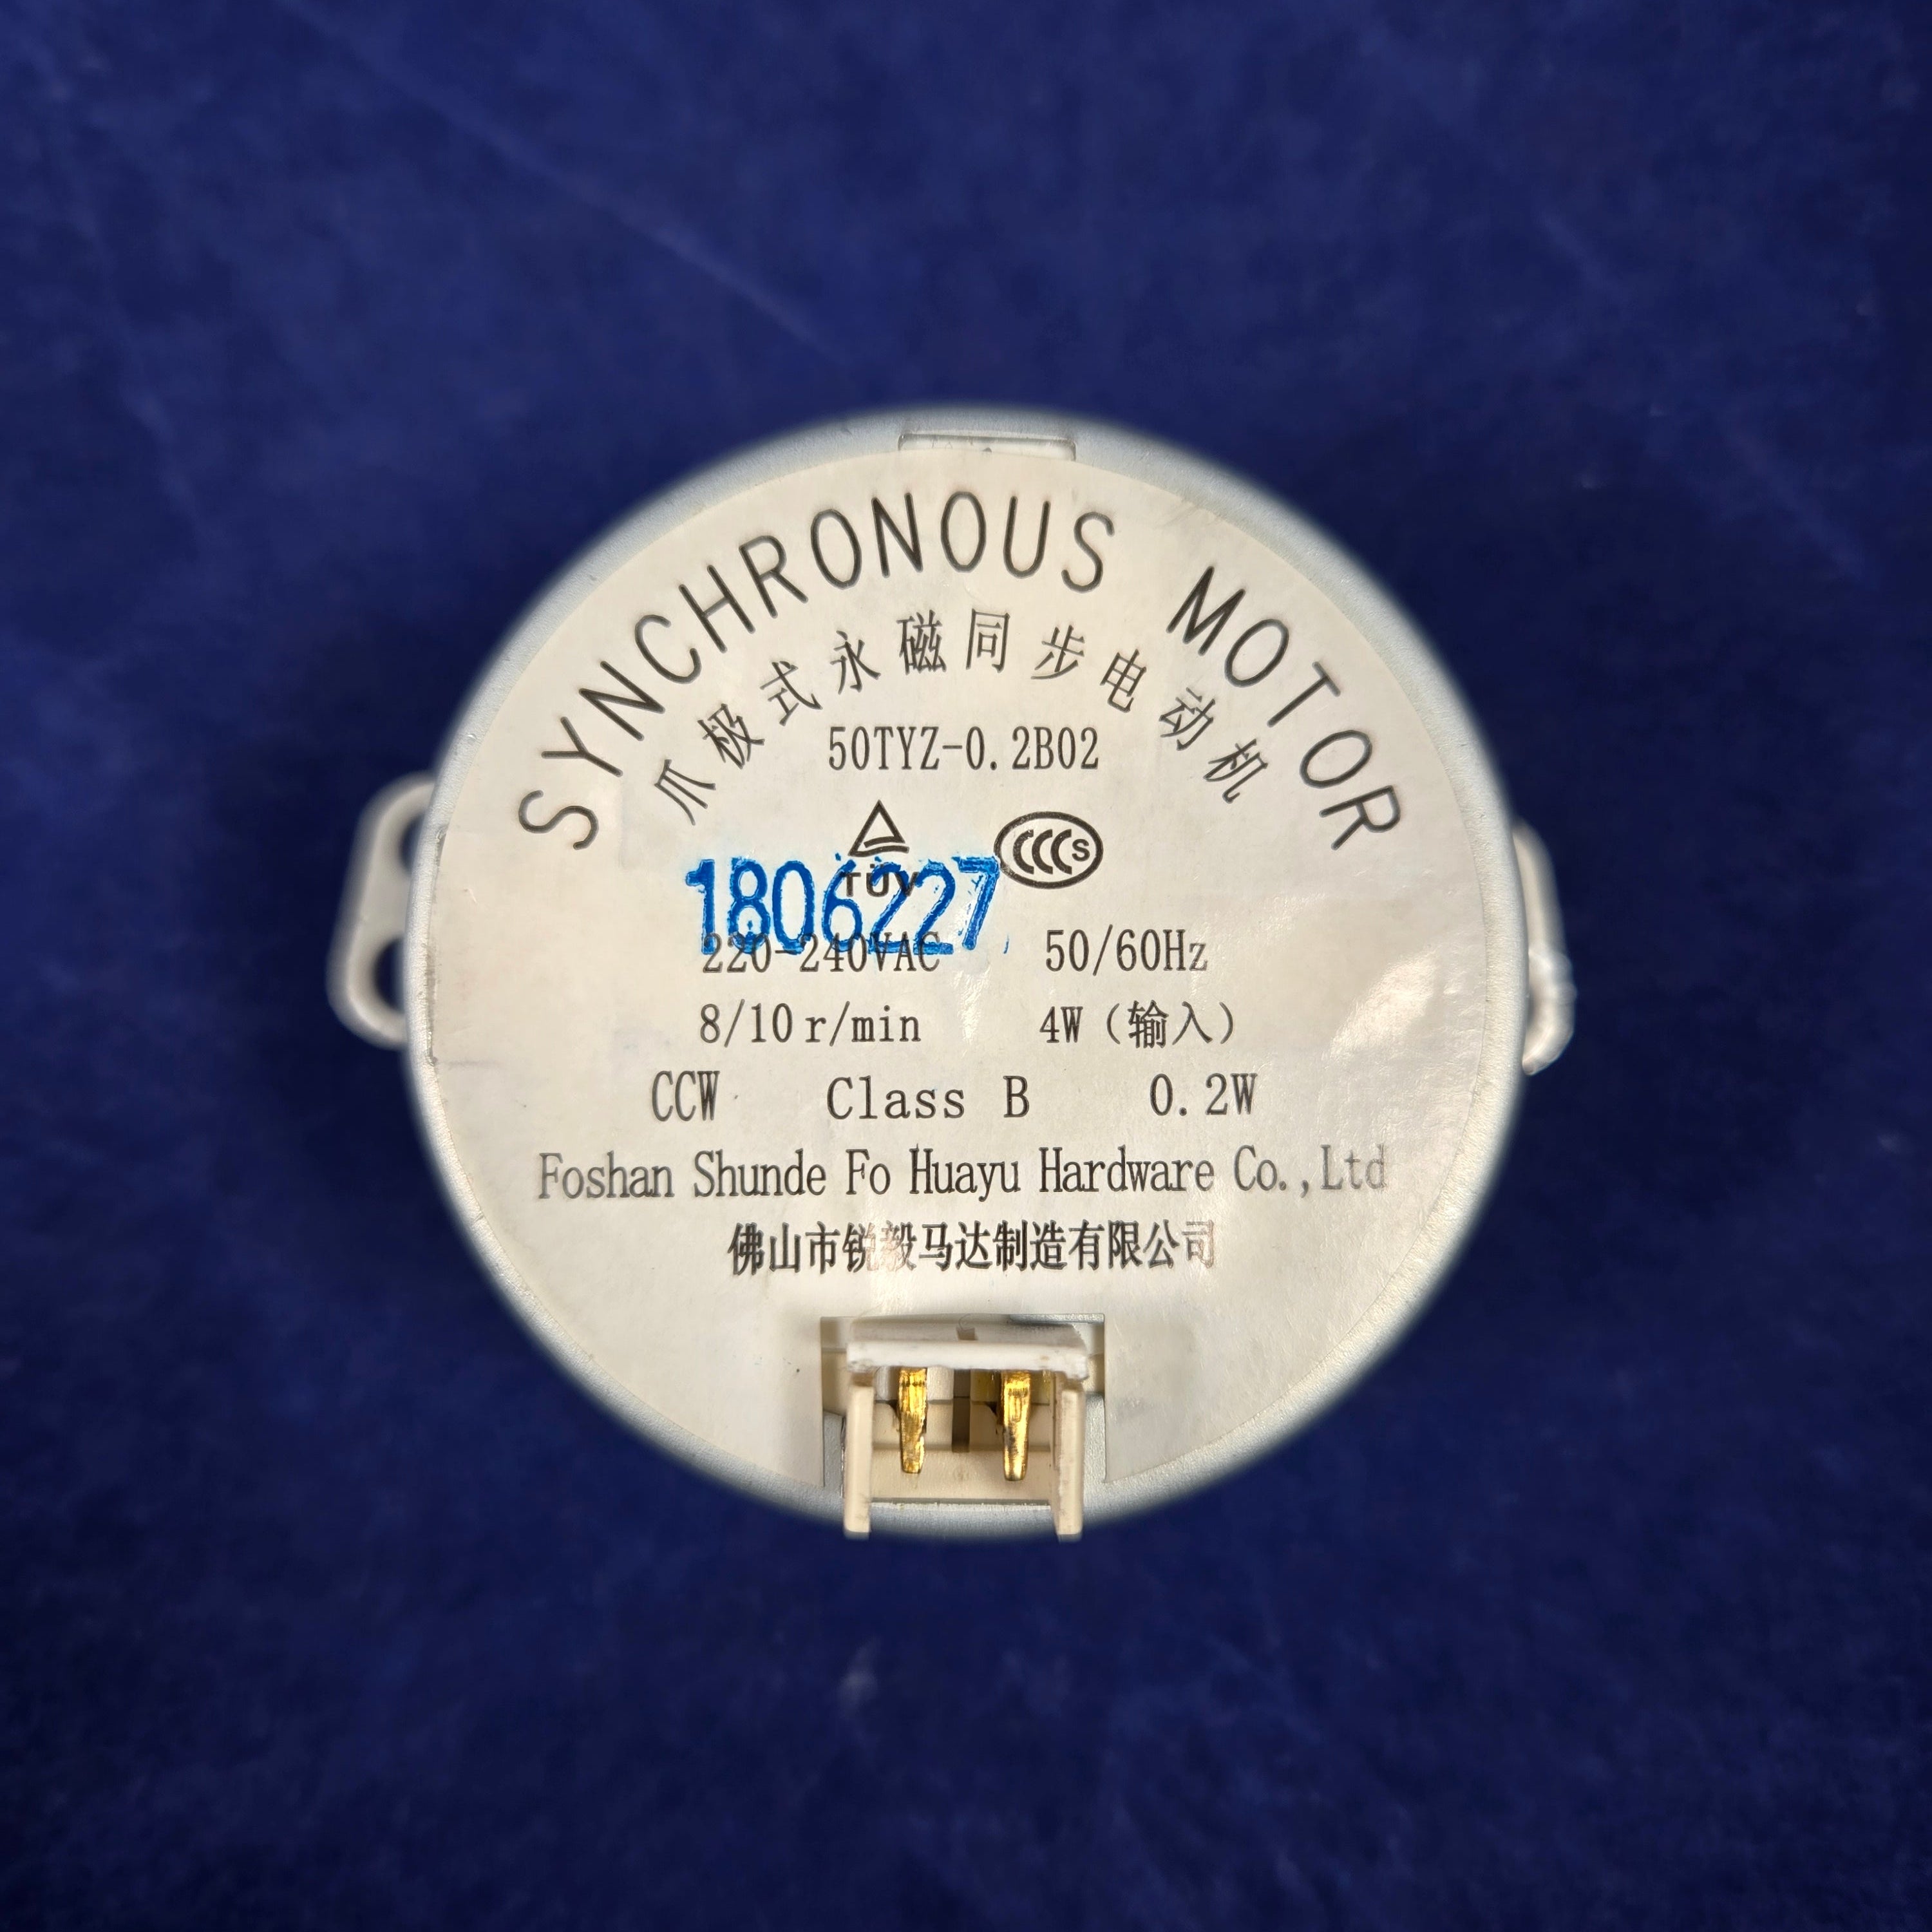 SYNCHRONOUS MOTOR
爪极式永磁同步电动机
50TYZ-0.2B02
TÜV
CCC S
1806227
220-240VAC 50/60Hz
8/10 r/min 4W（输入）
CCW Class B 0.2W
Foshan Shunde Fo Huayu Hardware Co.,Ltd
佛山市锐毅马达制造有限公司